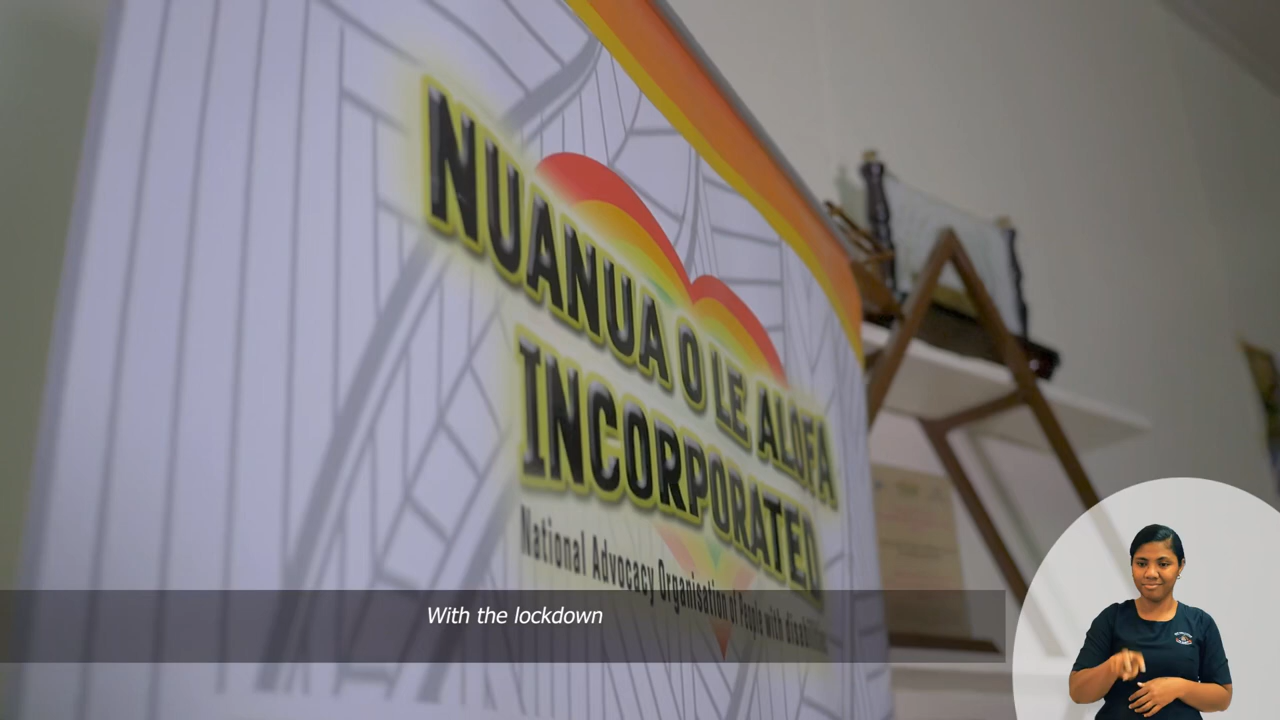 NUANUA O LE ALOFA
INCORPORATED
National Advocacy Organisation of People with disabilities
With the lockdown